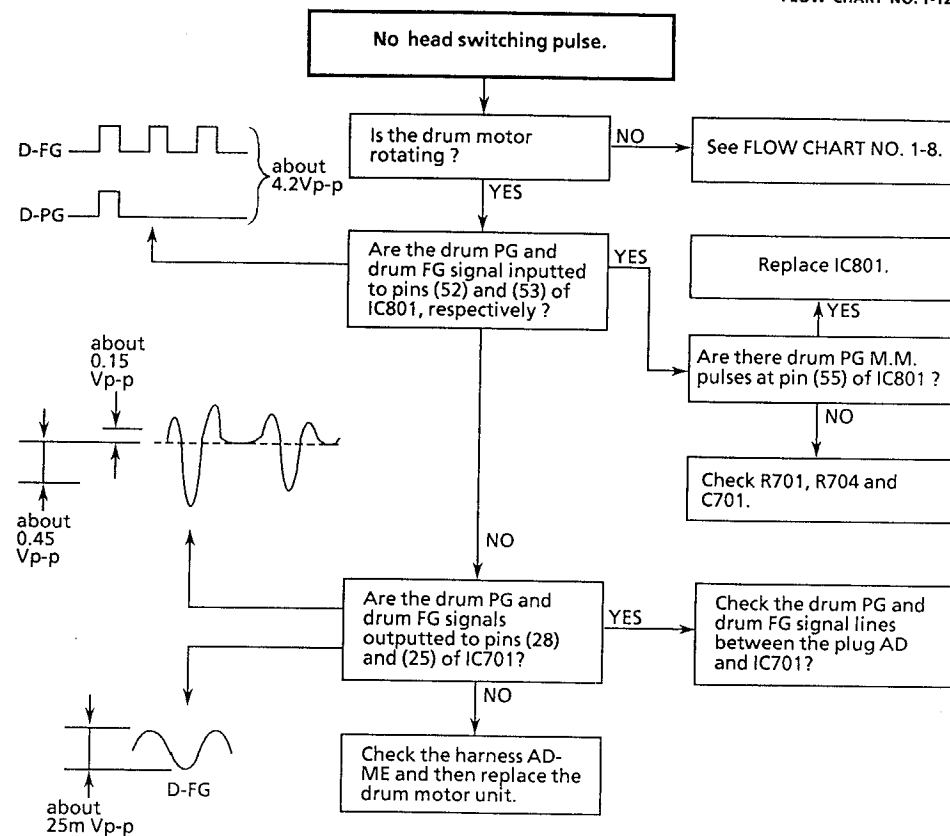 FLOW CHART NO. 1-12
No head switching pulse.
Is the drum motor
rotating ?
NO
See FLOW CHART NO. 1-8.
YES
D-FG
D-PG
about
4.2Vp-p
Are the drum PG and
drum FG signal inputted
to pins (52) and (53) of
IC801, respectively ?
YES
Replace IC801.
YES
Are there drum PG M.M.
pulses at pin (55) of IC801 ?
NO
Check R701, R704 and
C701.
about
0.15
Vp-p
about
0.45
Vp-p
NO
Are the drum PG and
drum FG signals
outputted to pins (28)
and (25) of IC701?
YES
Check the drum PG and
drum FG signal lines
between the plug AD
and IC701?
NO
Check the harness AD-
ME and then replace the
drum motor unit.
D-FG
about
25m Vp-p